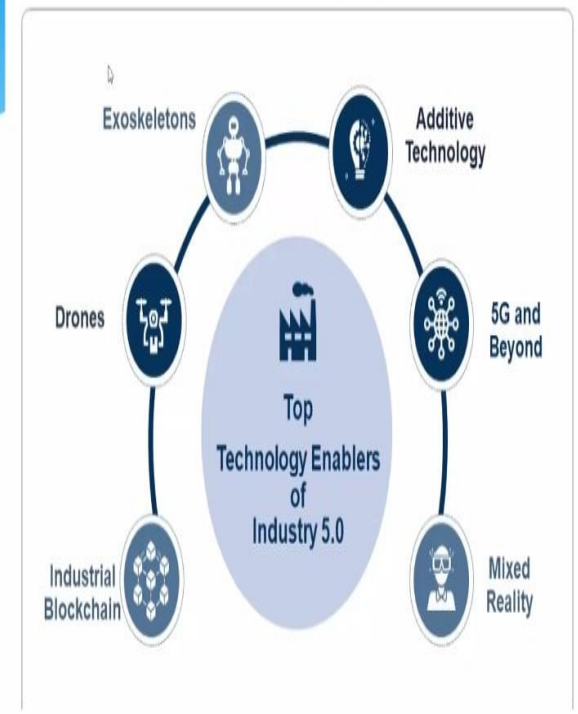 Exoskeletons
Additive
Technology
Drones
5G and
Beyond
Top
Technology Enablers
of
Industry 5.0
Industrial
Blockchain
Mixed
Reality